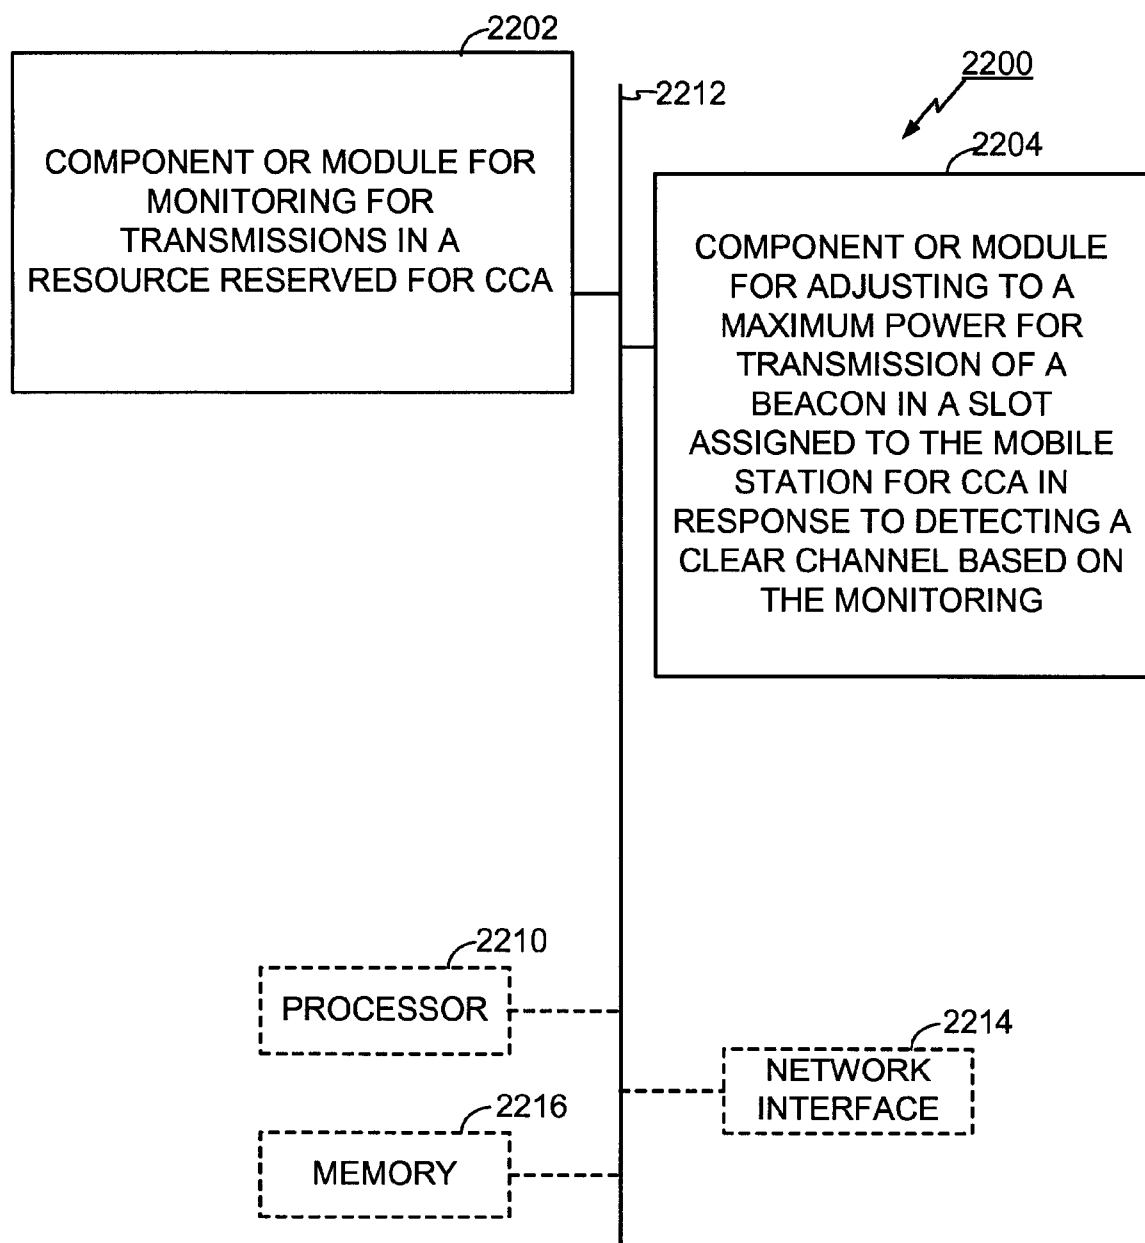 2202
2212
2200
2204
COMPONENT OR MODULE FOR
MONITORING FOR
TRANSMISSIONS IN A
RESOURCE RESERVED FOR CCA
COMPONENT OR MODULE
FOR ADJUSTING TO A
MAXIMUM POWER FOR
TRANSMISSION OF A
BEACON IN A SLOT
ASSIGNED TO THE MOBILE
STATION FOR CCA IN
RESPONSE TO DETECTING A
CLEAR CHANNEL BASED ON
THE MONITORING
2210
PROCESSOR
2214
NETWORK
INTERFACE
2216
MEMORY